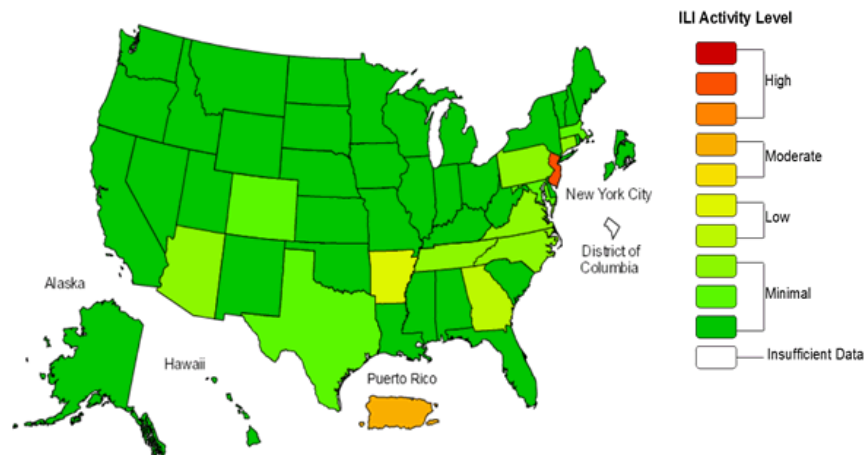 ILI Activity Level
High
Moderate
Low
Minimal
Insufficient Data
New York City
District of
Columbia
Alaska
Hawaii
Puerto Rico